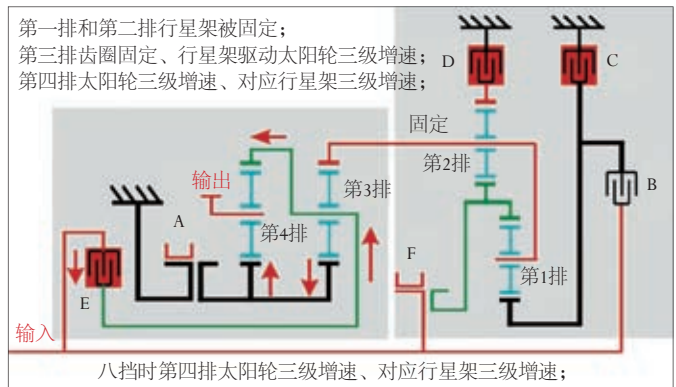 第一排和第二排行星架被固定；
第三排齿圈固定、行星架驱动太阳轮三级增速；
第四排太阳轮三级增速、对应行星架三级增速；
D
C
固定
第2排
B
输出
第3排
A
第4排
F
第1排
E
输入
八挡时第四排太阳轮三级增速、对应行星架三级增速；